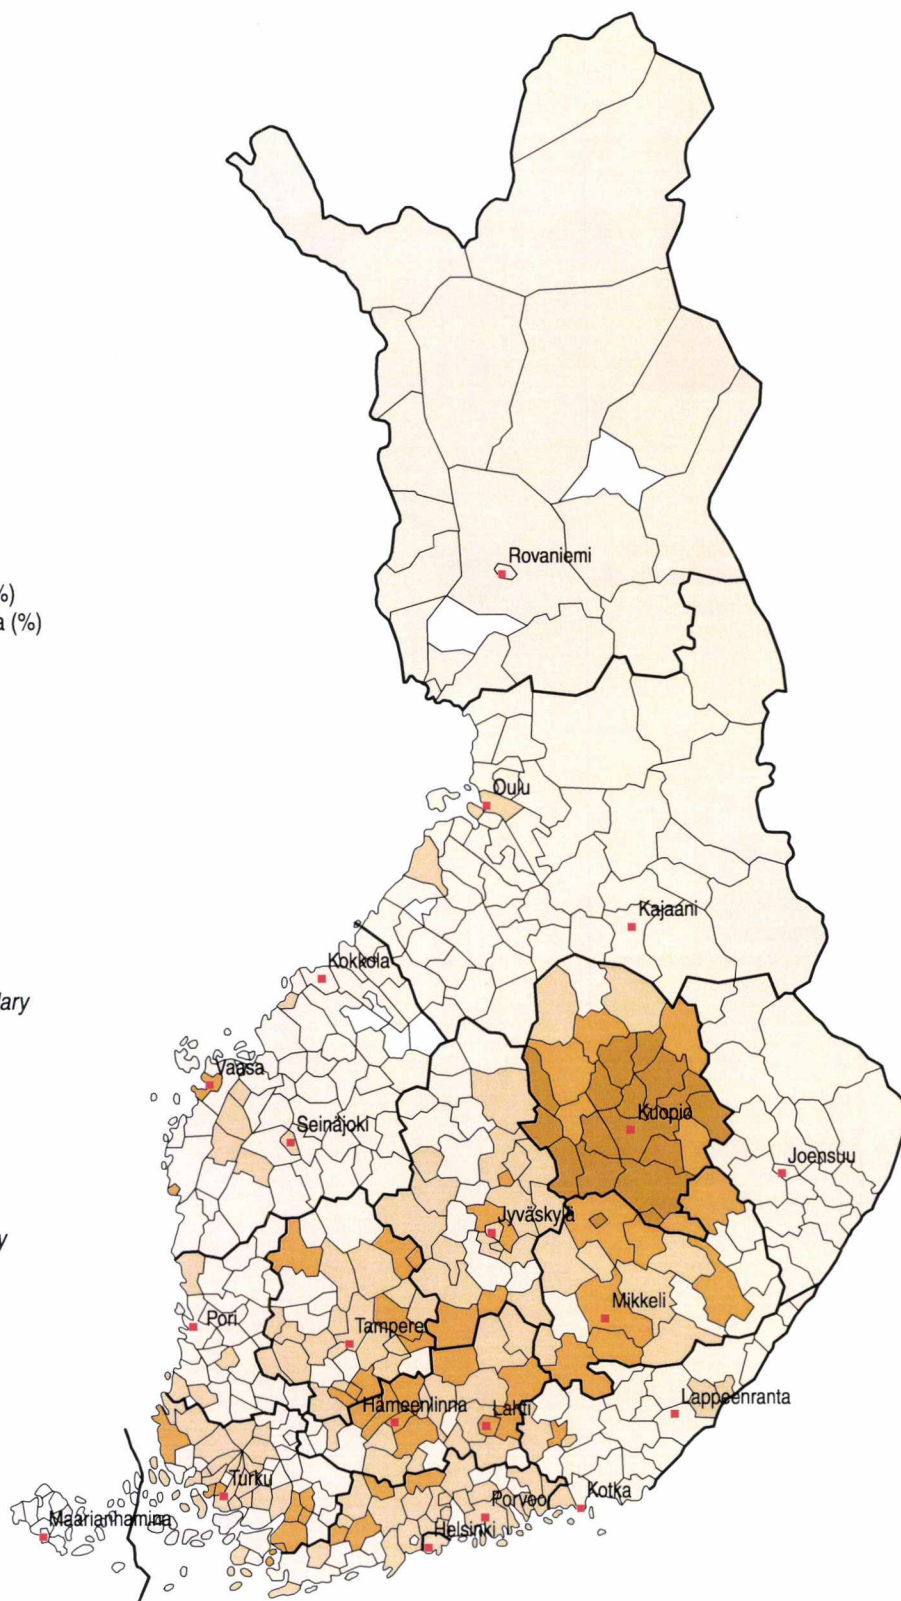 %)
a (%)
Rovaniemi
Oulu
Kajaani
Kokkola
lary
Vaasa
Kuopio
Seinäjoki
Joensuu
Jyväskylä
y
Mikkeli
Pori
Tampere
Lappeenranta
Hämeenlinna
Lahti
Turku
Kotka
Porvoo
Maarianhamina
Helsinki